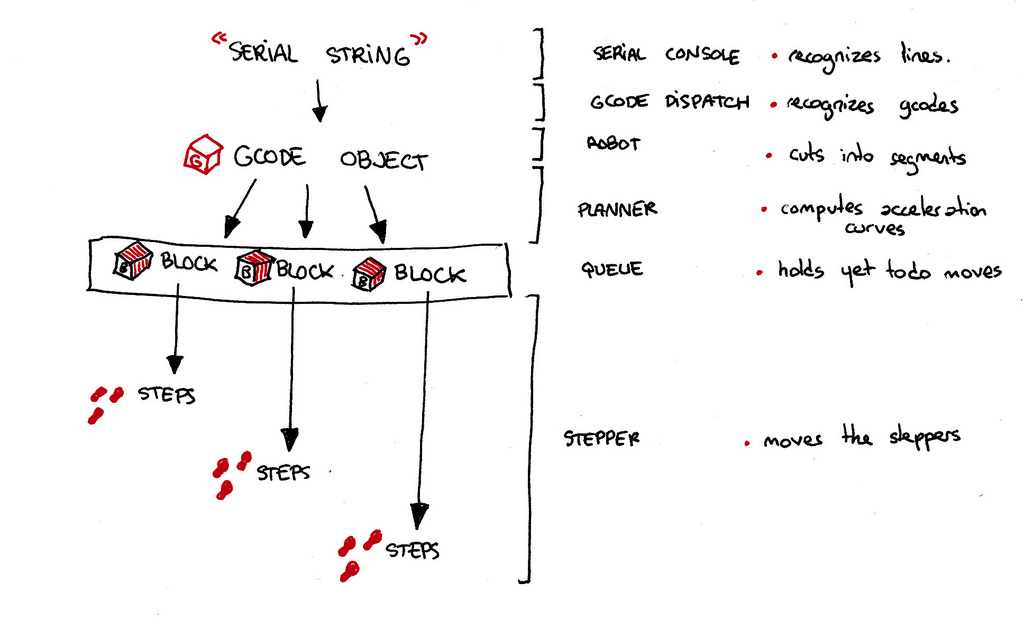 « SERIAL STRING »
SERIAL CONSOLE • recognizes lines.
GCODE DISPATCH • recognizes gcodes
G GCODE OBJECT
ROBOT • cuts into segments
PLANNER • computes acceleration
curves
B BLOCK B BLOCK. B BLOCK
QUEUE • holds yet todo moves
STEPS
STEPPER • moves the steppers
STEPS
STEPS